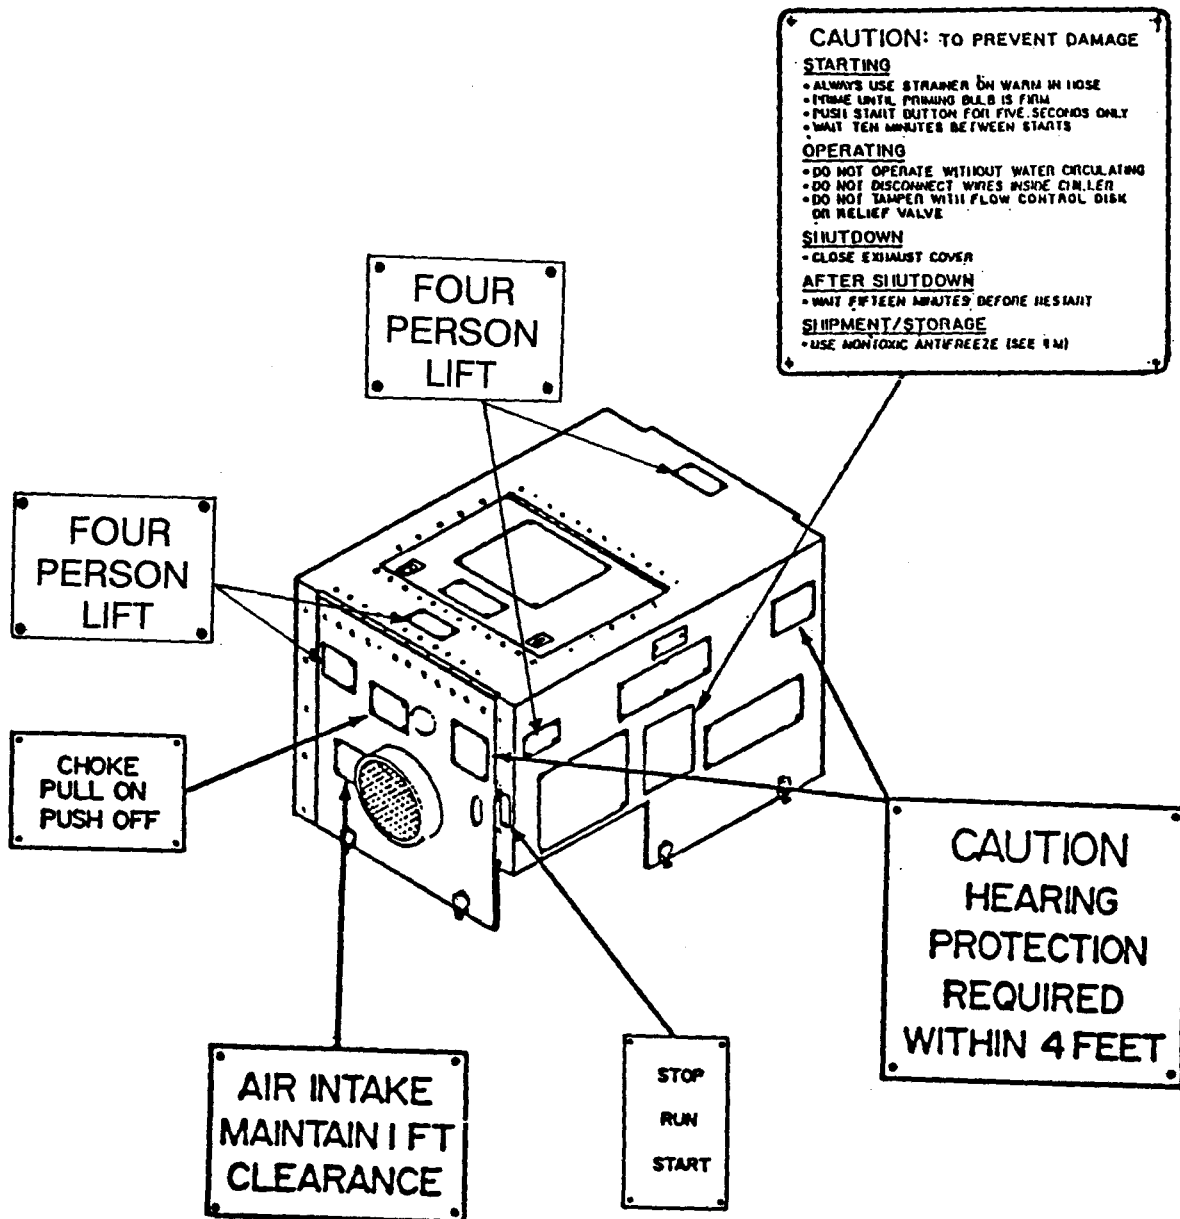 CAUTION: TO PREVENT DAMAGE
STARTING
• ALWAYS USE STRAINER ON WARM IN HOSE
• PRIME UNTIL PRIMING BULB IS FIRM
• PUSH START BUTTON FOR FIVE SECONDS ONLY
• WAIT TEN MINUTES BETWEEN STARTS
OPERATING
• DO NOT OPERATE WITHOUT WATER CIRCULATING
• DO NOT DISCONNECT WIRES INSIDE CHILLER
• DO NOT TAMPER WITH FLOW CONTROL DISK
OR RELIEF VALVE
SHUTDOWN
• CLOSE EXHAUST COVER
AFTER SHUTDOWN
• WAIT FIFTEEN MINUTES BEFORE RESTART
SHIPMENT/STORAGE
• USE NONTOXIC ANTIFREEZE (SEE TM)
FOUR
PERSON
LIFT
FOUR
PERSON
LIFT
CHOKE
PULL ON
PUSH OFF
CAUTION
HEARING
PROTECTION
REQUIRED
WITHIN 4 FEET
AIR INTAKE
MAINTAIN 1 FT
CLEARANCE
STOP
RUN
START